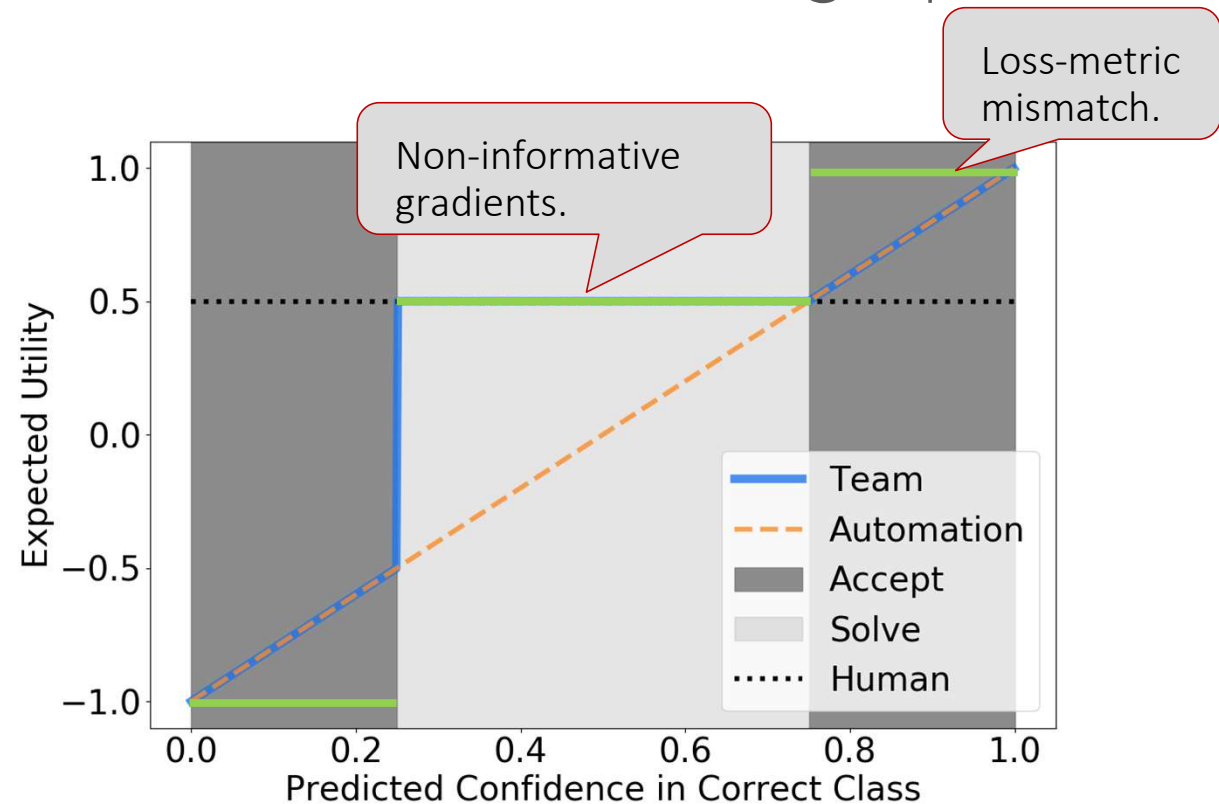 Loss-metric
mismatch.
Non-informative
gradients.
1.0
0.5
0.0
−0.5
−1.0
Expected Utility
Team
Automation
Accept
Solve
Human
0.0 0.2 0.4 0.6 0.8 1.0
Predicted Confidence in Correct Class